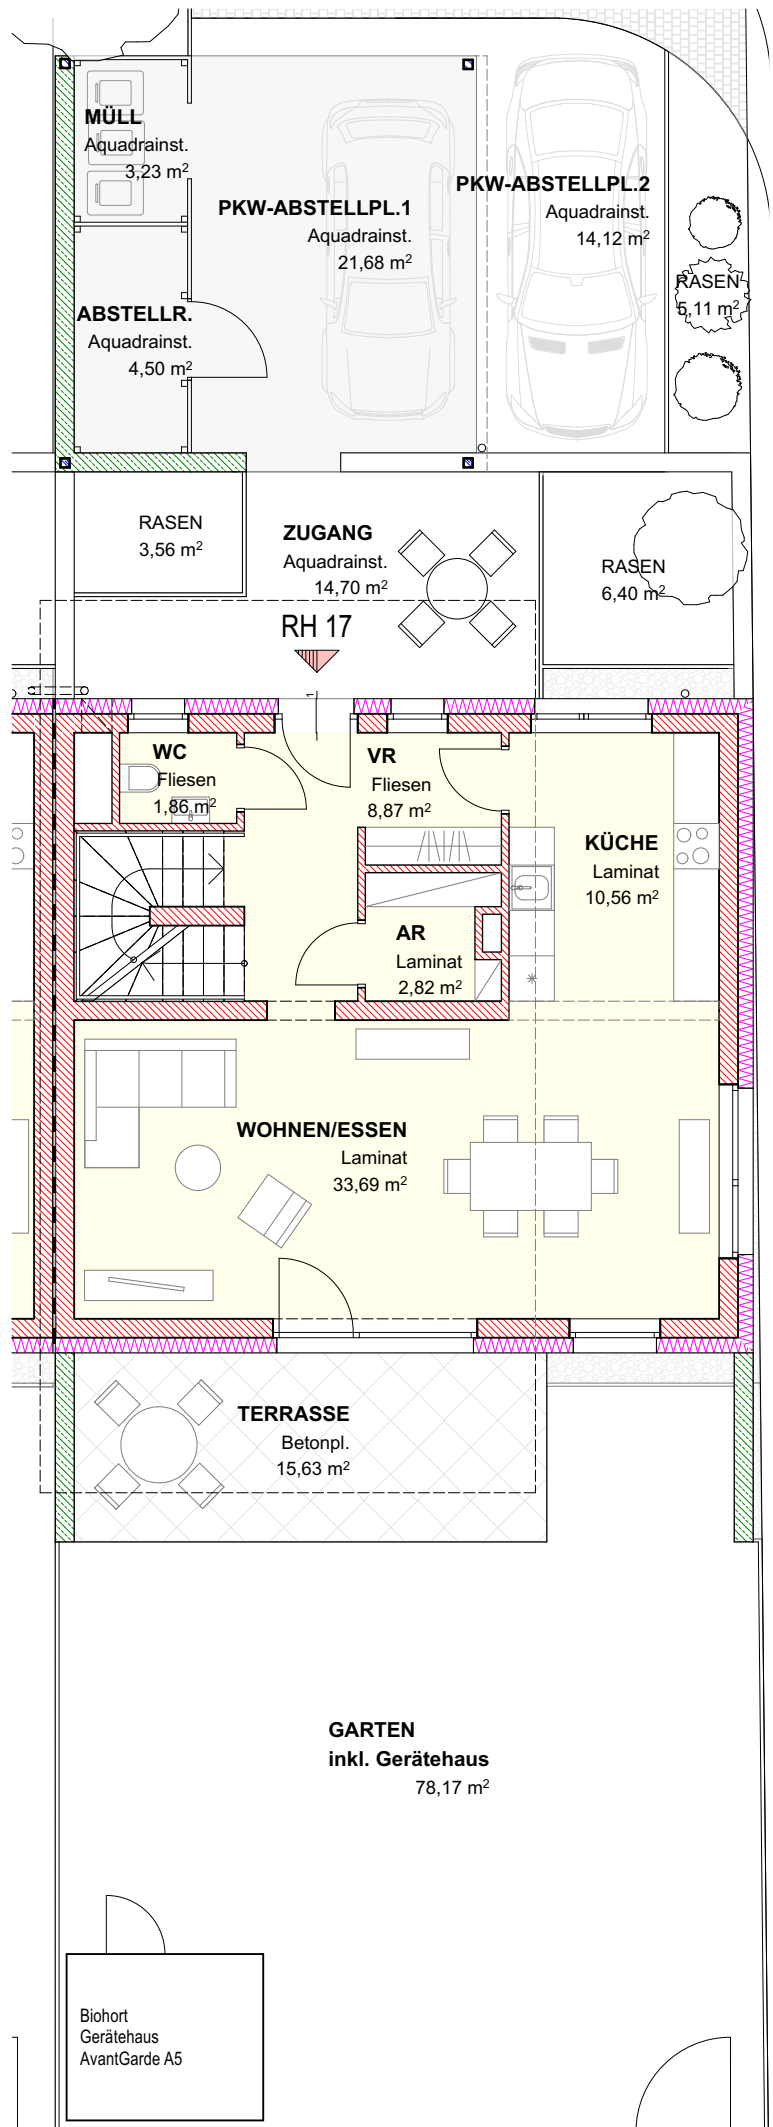 MÜLL
Aquadrainst.
3,23 m²
PKW-ABSTELLPL.1
Aquadrainst.
21,68 m²
PKW-ABSTELLPL.2
Aquadrainst.
14,12 m²
RASEN
5,11 m²
ABSTELLR.
Aquadrainst.
4,50 m²
RASEN
3,56 m²
ZUGANG
Aquadrainst.
14,70 m²
RASEN
6,40 m²
RH 17
1
WC
Fliesen
1,86 m²
VR
Fliesen
8,87 m²
KÜCHE
Laminat
10,56 m²
AR
Laminat
2,82 m²
WOHNEN/ESSEN
Laminat
33,69 m²
TERRASSE
Betonpl.
15,63 m²
GARTEN
inkl. Gerätehaus
78,17 m²
Biohort
Gerätehaus
AvantGarde A5